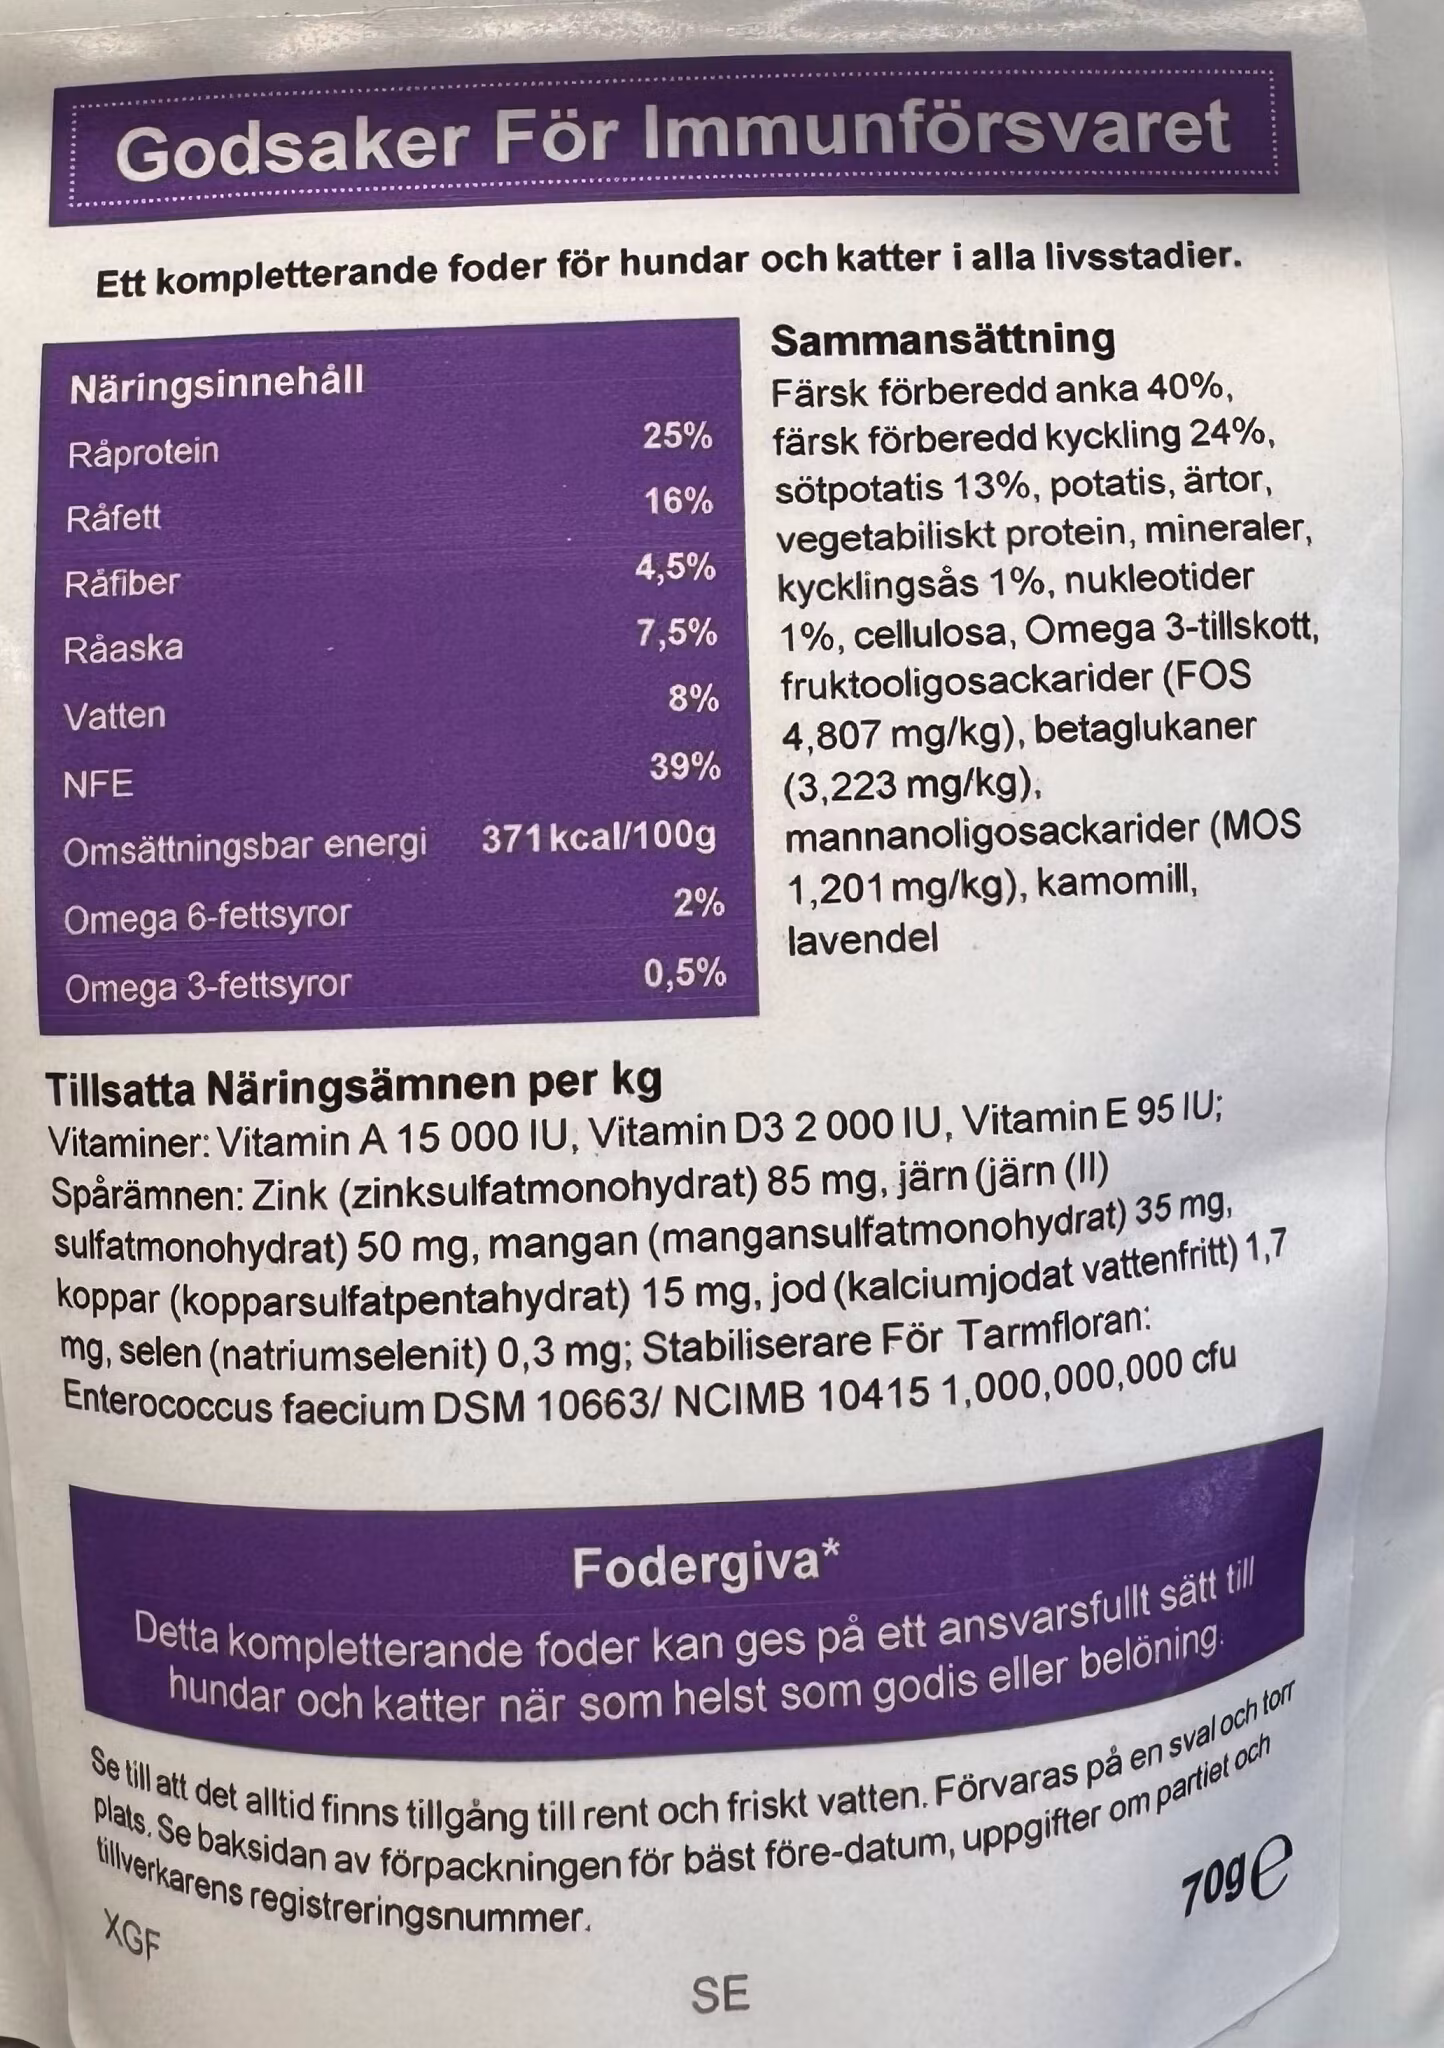 Godsaker För Immunförsvaret
Ett kompletterande foder för hundar och katter i alla livsstadier.
Näringsinnehåll
Råprotein 25%
Råfett 16%
Råfiber 4,5%
Råaska 7,5%
Vatten 8%
NFE 39%
Omsättningsbar energi 371 kcal/100g
Omega 6-fettsyror 2%
Omega 3-fettsyror 0,5%
Sammansättning
Färsk förberedd anka 40%,
färsk förberedd kyckling 24%,
sötpotatis 13%, potatis, ärtor,
vegetabiliskt protein, mineraler,
kycklingsås 1%, nukleotider
1%, cellulosa, Omega 3-tillskott,
fruktooligosackarider (FOS
4,807 mg/kg), betaglukaner
(3,223 mg/kg),
mannanoligosackarider (MOS
1,201 mg/kg), kamomill,
lavendel
Tillsatta Näringsämnen per kg
Vitaminer: Vitamin A 15 000 IU, Vitamin D3 2 000 IU, Vitamin E 95 IU;
Spårämnen: Zink (zinksulfatmonohydrat) 85 mg, järn (järn (II)
sulfatmonohydrat) 50 mg, mangan (mangansulfatmonohydrat) 35 mg,
koppar (kopparsulfatpentahydrat) 15 mg, jod (kalciumjodat vattenfritt) 1,7
mg, selen (natriumselenit) 0,3 mg; Stabiliserare För Tarmfloran:
Enterococcus faecium DSM 10663/ NCIMB 10415 1,000,000,000 cfu
Fodergiva*
Detta kompletterande foder kan ges på ett ansvarsfullt sätt till
hundar och katter när som helst som godis eller belöning.
Se till att det alltid finns tillgång till rent och friskt vatten. Förvaras på en sval och torr
plats. Se baksidan av förpackningen för bäst före-datum, uppgifter om partiet och
tillverkarens registreringsnummer.
70g℮
XGF
SE